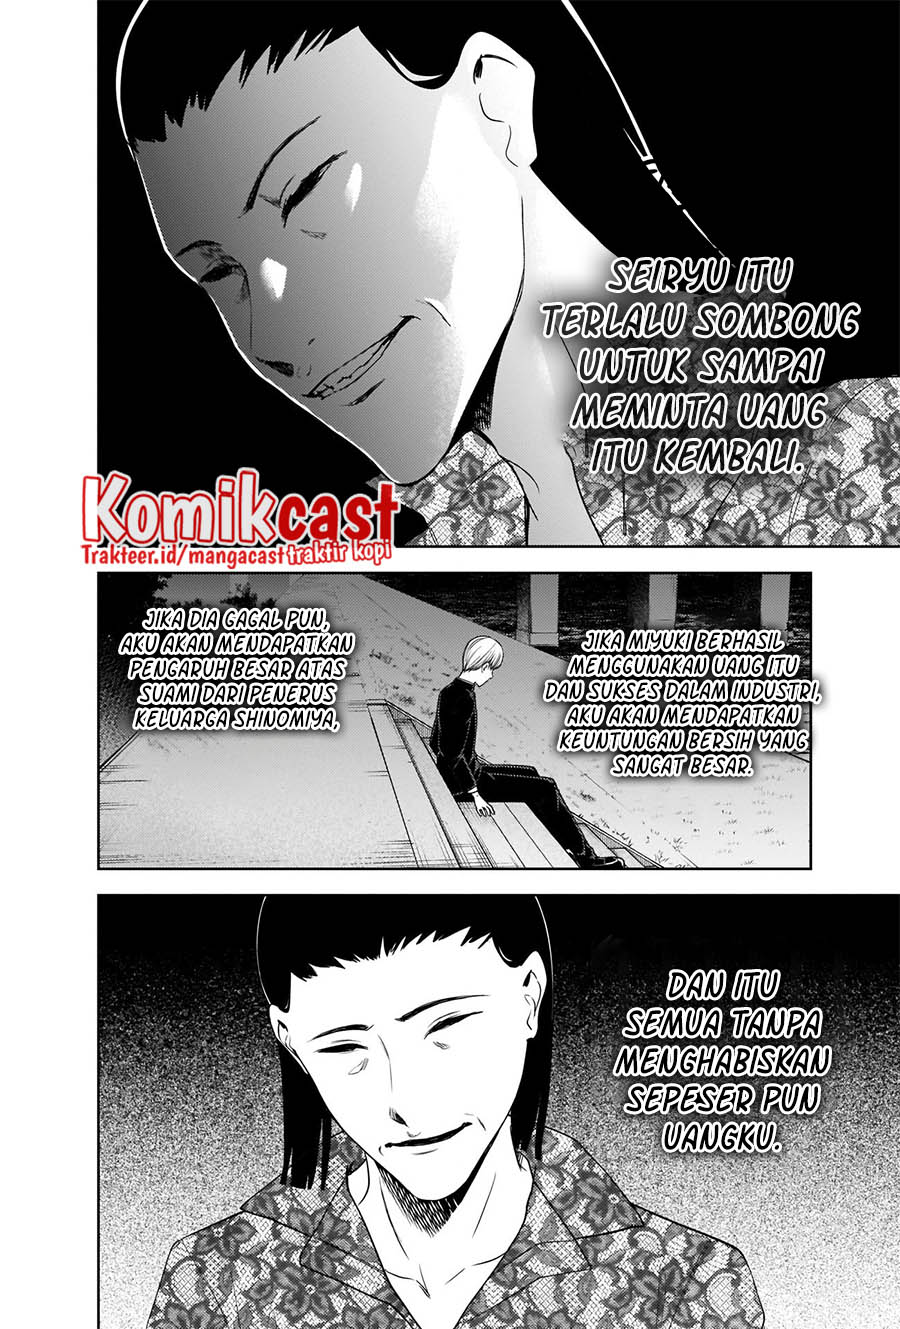 SEIRYU ITU
TERLALU SOMBONG
UNTUK SAMPAI
MEMINTA UANG
ITU KEMBALI.
Komikcast
Trakteer.id/mangacast traktir kopi
JIKA MIYUKI BERHASIL
MENGGUNAKAN UANG ITU
DAN SUKSES DALAM INDUSTRI,
AKU AKAN MENDAPATKAN
KEUNTUNGAN BERSIH YANG
SANGAT BESAR.
JIKA DIA GAGAL PUN,
AKU AKAN MENDAPATKAN
PENGARUH BESAR ATAS
SUAMI DARI PENERUS
KELUARGA SHINOMIYA,
DAN ITU
SEMUA TANPA
MENGHABISKAN
SEPESER PUN
UANGKU.